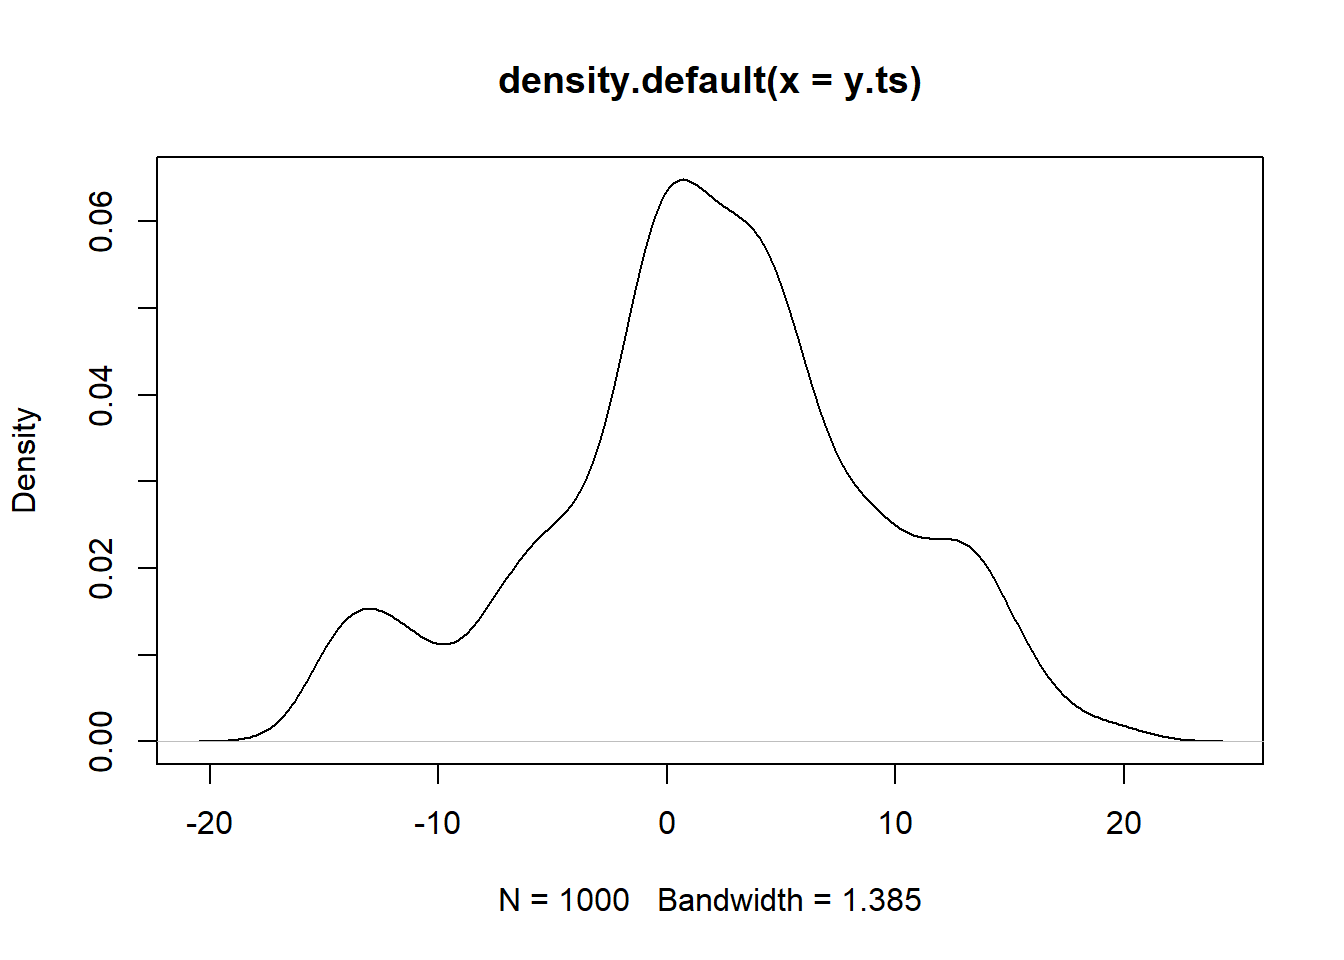 density.default(x = y.ts)
Density
0.06
0.04
0.02
0.00
-20 -10 0 10 20
N = 1000 Bandwidth = 1.385